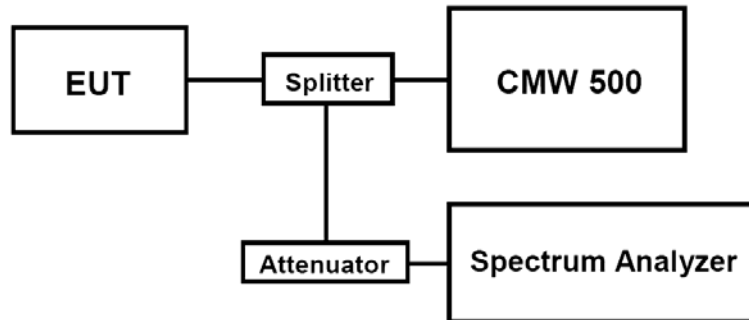 EUT
Splitter
CMW 500
Attenuator
Spectrum Analyzer